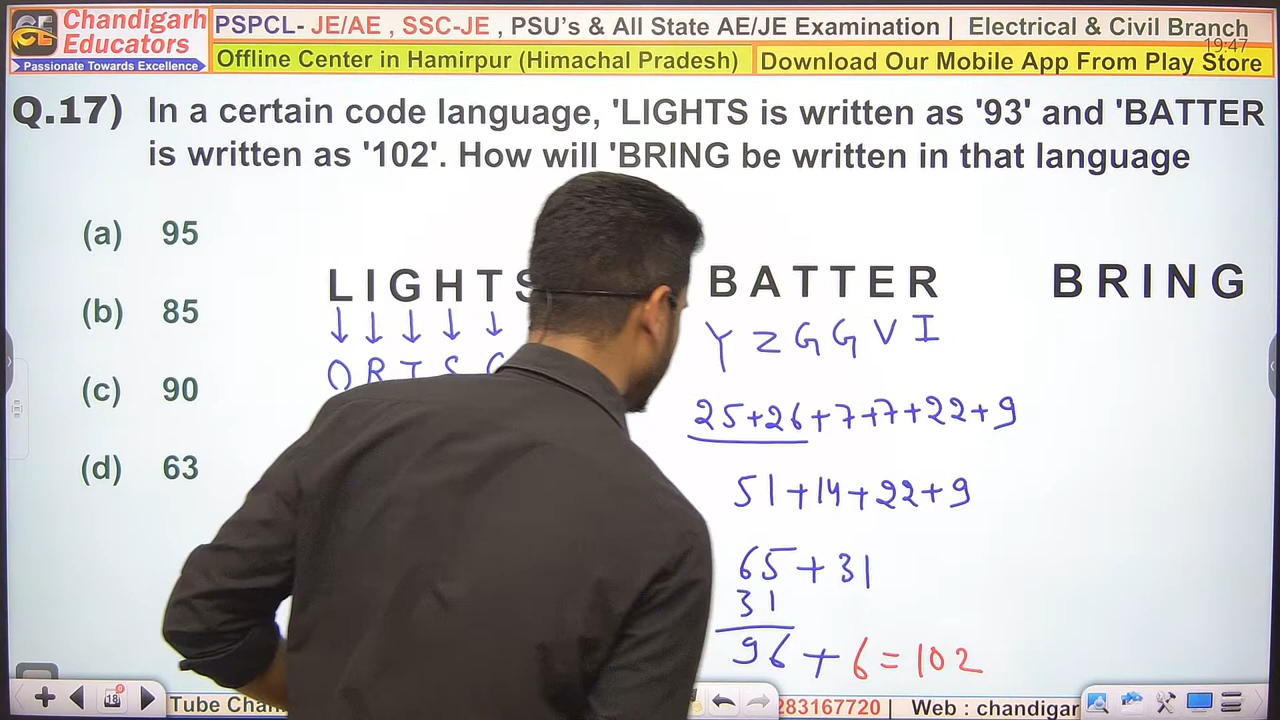 Chandigarh
Educators
Passionate Towards Excellence
PSPCL- JE/AE , SSC-JE , PSU's & All State AE/JE Examination | Electrical & Civil Branch
19:47
Offline Center in Hamirpur (Himachal Pradesh)
Download Our Mobile App From Play Store
Q.17) In a certain code language, 'LIGHTS is written as '93' and 'BATTER
is written as '102'. How will 'BRING be written in that language
(a) 95
(b) 85
(c) 90
(d) 63
LIGHTS
BATTER
BRING
O R T S G
Y Z G G V I
25+26+7+7+22+9
51+14+22+9
65+31
31
96+6=102
18
Tube Chan
283167720 | Web : chandigar